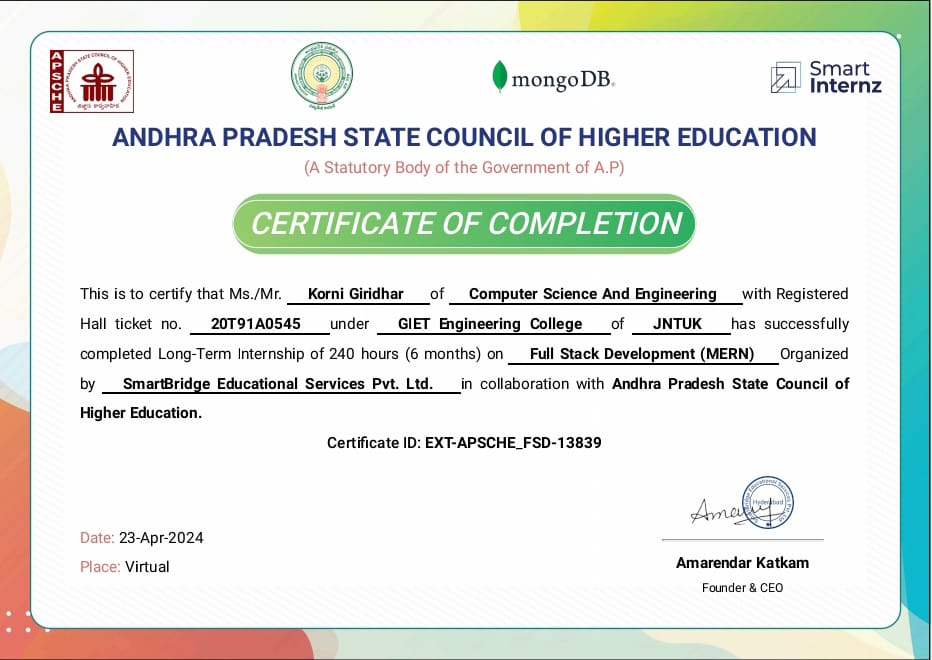 APSCHE
ANDHRA PRADESH STATE COUNCIL OF HIGHER EDUCATION
mongoDB
Smart
Internz
ANDHRA PRADESH STATE COUNCIL OF HIGHER EDUCATION
(A Statutory Body of the Government of A.P)
CERTIFICATE OF COMPLETION
This is to certify that Ms./Mr. Korni Giridhar of Computer Science And Engineering with Registered
Hall ticket no. 20T91A0545 under GIET Engineering College of JNTUK has successfully
completed Long-Term Internship of 240 hours (6 months) on Full Stack Development (MERN) Organized
by SmartBridge Educational Services Pvt. Ltd. in collaboration with Andhra Pradesh State Council of
Higher Education.
Certificate ID: EXT-APSCHE_FSD-13839
Hyderabad
Date: 23-Apr-2024
Place: Virtual
Amarendar Katkam
Founder & CEO